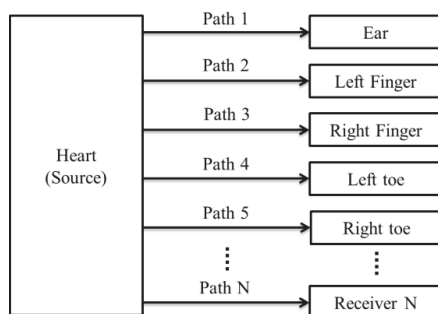 Path 1
Ear
Path 2
Left Finger
Path 3
Right Finger
Heart
(Source)
Path 4
Left toe
Path 5
Right toe
Path N
Receiver N